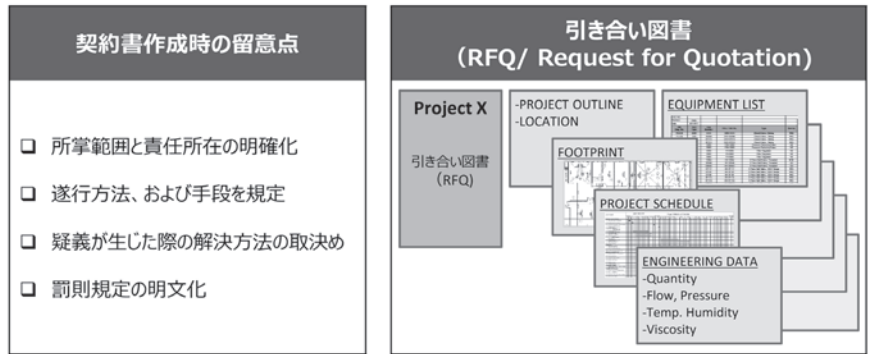 契約書作成時の留意点
❑ 所掌範囲と責任所在の明確化
❑ 遂行方法、および手段を規定
❑ 疑義が生じた際の解決方法の取決め
❑ 罰則規定の明文化
引き合い図書
(RFQ/ Request for Quotation)
Project X
引き合い図書
(RFQ)
-PROJECT OUTLINE
-LOCATION
EQUIPMENT LIST
FOOTPRINT
PROJECT SCHEDULE
ENGINEERING DATA
-Quantity
-Flow, Pressure
-Temp. Humidity
-Viscosity